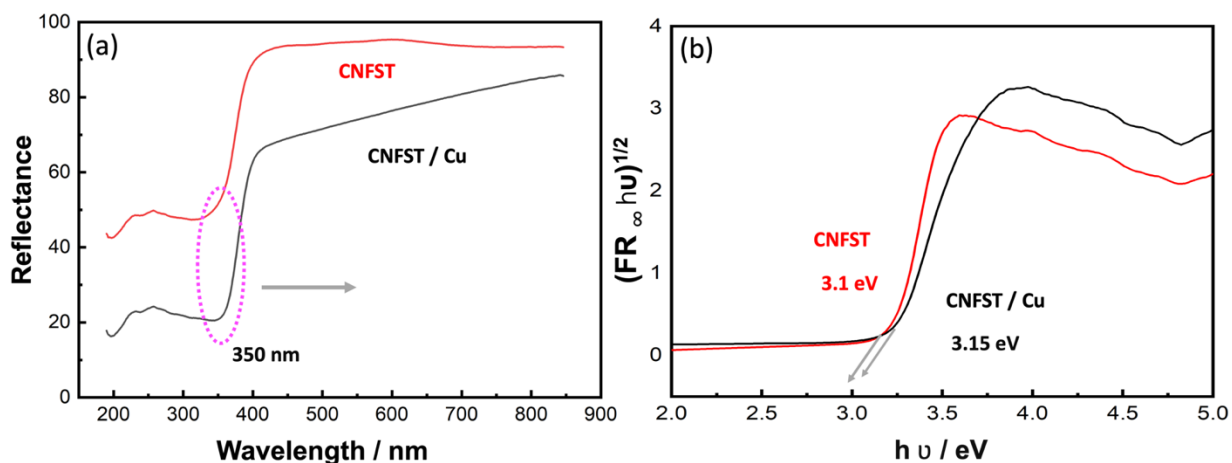 (a)
100
80
60
40
20
0
Reflectance
CNFST
CNFST / Cu
350 nm
200 300 400 500 600 700 800 900
Wavelength / nm
(b)
4
3
2
1
0
(FR ∞ hυ)1/2
CNFST
3.1 eV
CNFST / Cu
3.15 eV
2.0 2.5 3.0 3.5 4.0 4.5 5.0
h υ / eV